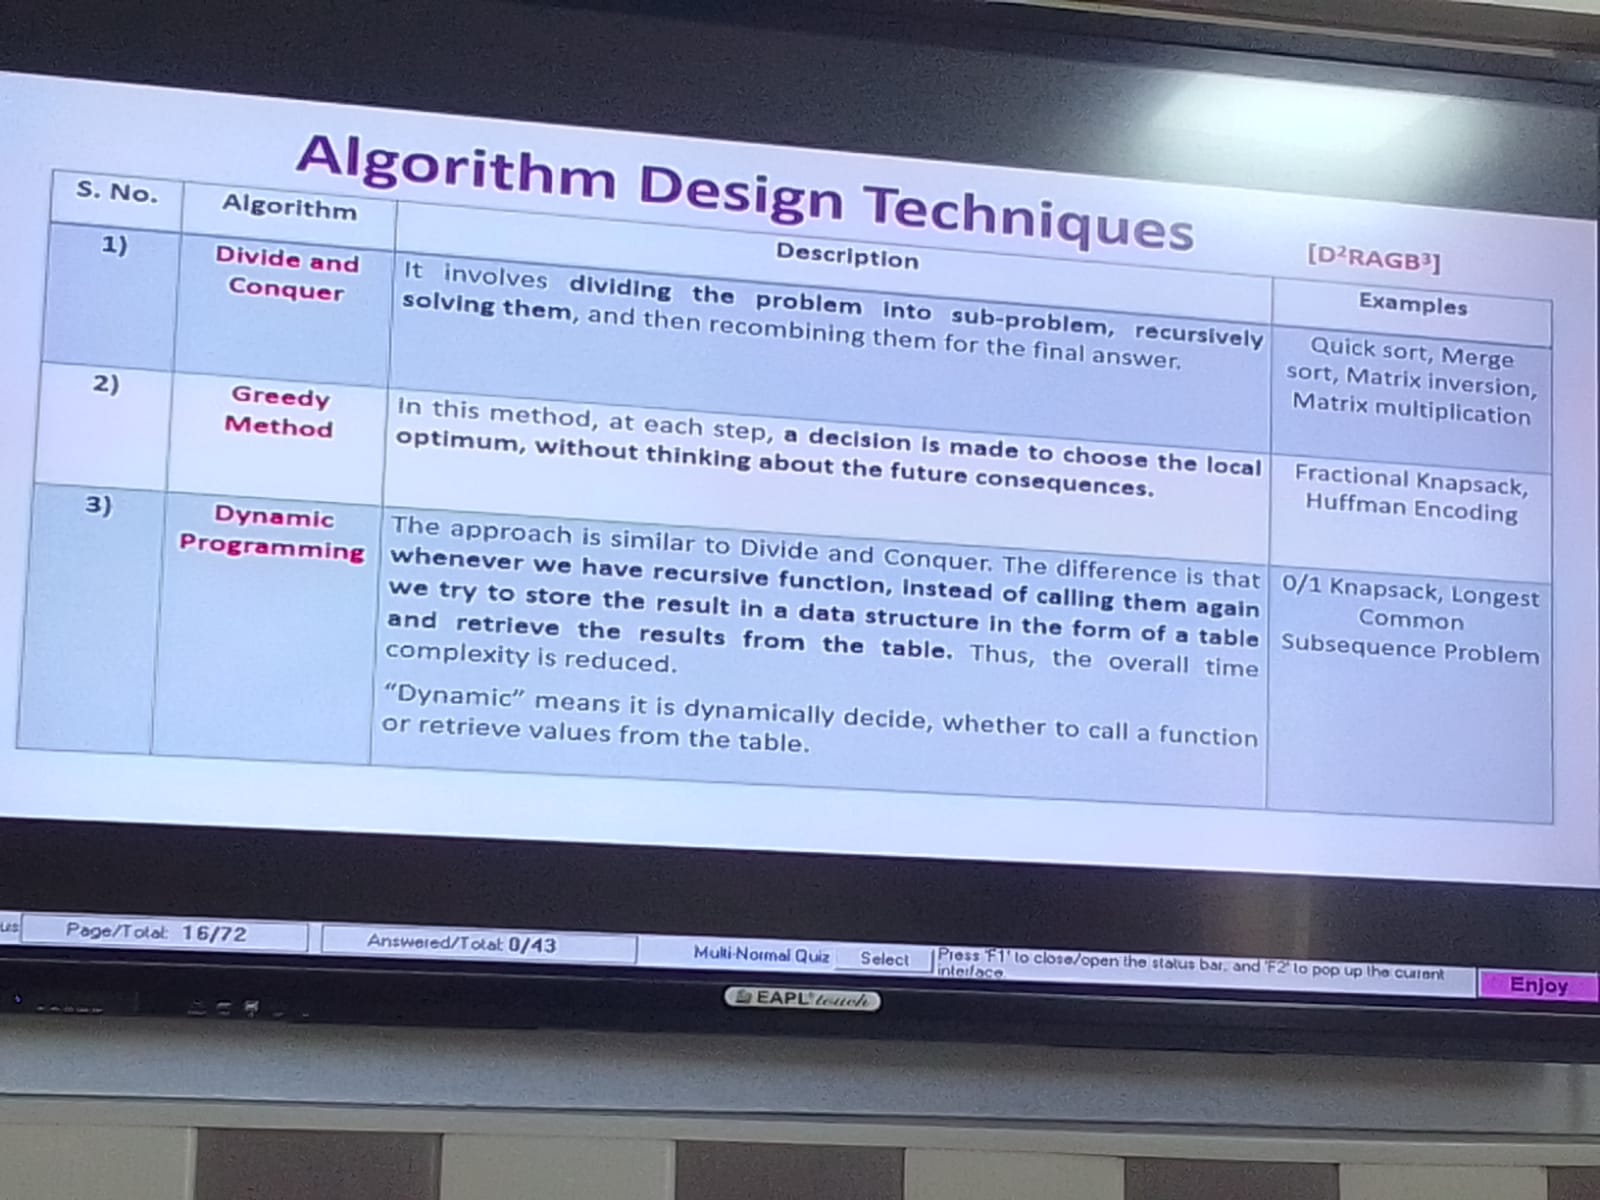 Algorithm Design Techniques
[D²RAGB³]
S. No.
Algorithm
Description
Examples
1)
Divide and
Conquer
It involves dividing the problem into sub-problem, recursively
solving them, and then recombining them for the final answer.
Quick sort, Merge
sort, Matrix inversion,
Matrix multiplication
2)
Greedy
Method
In this method, at each step, a decision is made to choose the local
optimum, without thinking about the future consequences.
Fractional Knapsack,
Huffman Encoding
3)
Dynamic
Programming
The approach is similar to Divide and Conquer. The difference is that
whenever we have recursive function, instead of calling them again
we try to store the result in a data structure in the form of a table
and retrieve the results from the table. Thus, the overall time
complexity is reduced.
"Dynamic" means it is dynamically decide, whether to call a function
or retrieve values from the table.
0/1 Knapsack, Longest
Common
Subsequence Problem
Page/Total: 16/72
Answered/Total: 0/43
Multi-Normal Quiz
Select
Press 'F1' to close/open the status bar, and 'F2' to pop up the current
interface.
Enjoy
EAPL touch